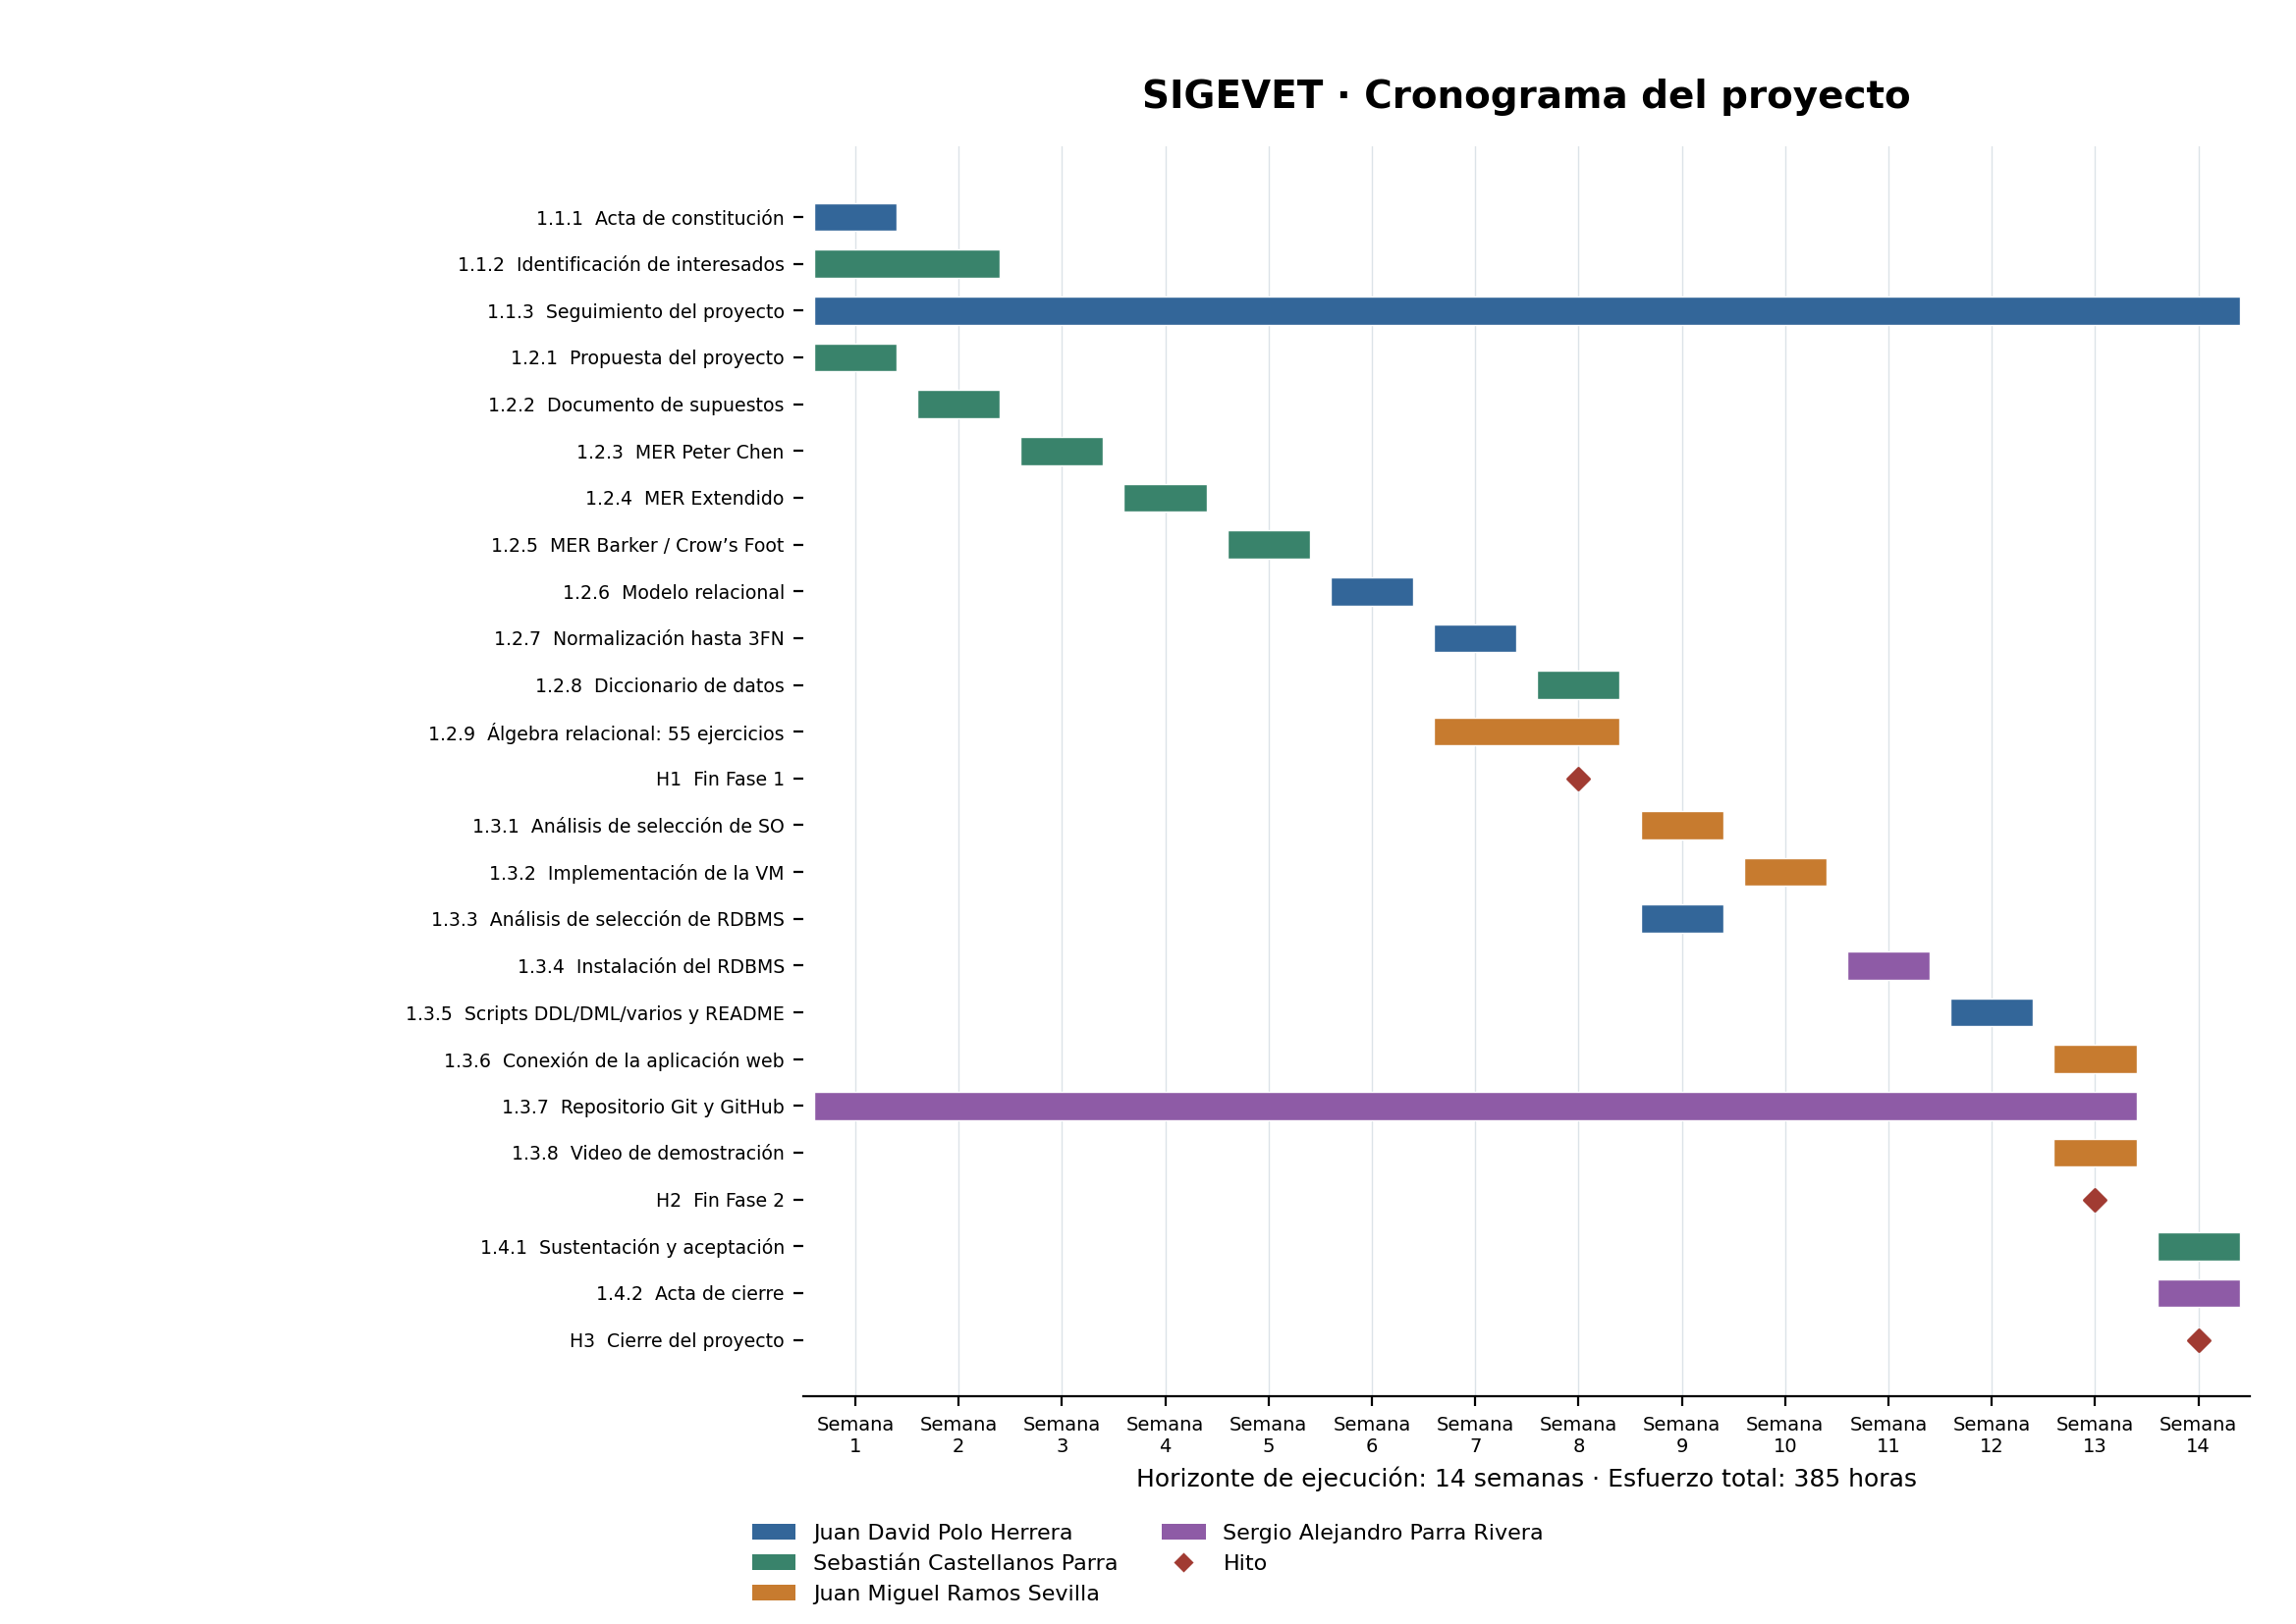 SIGEVET · Cronograma del proyecto
1.1.1  Acta de constitución
1.1.2  Identificación de interesados
1.1.3  Seguimiento del proyecto
1.2.1  Propuesta del proyecto
1.2.2  Documento de supuestos
1.2.3  MER Peter Chen
1.2.4  MER Extendido
1.2.5  MER Barker / Crow’s Foot
1.2.6  Modelo relacional
1.2.7  Normalización hasta 3FN
1.2.8  Diccionario de datos
1.2.9  Álgebra relacional: 55 ejercicios
H1  Fin Fase 1
1.3.1  Análisis de selección de SO
1.3.2  Implementación de la VM
1.3.3  Análisis de selección de RDBMS
1.3.4  Instalación del RDBMS
1.3.5  Scripts DDL/DML/varios y README
1.3.6  Conexión de la aplicación web
1.3.7  Repositorio Git y GitHub
1.3.8  Video de demostración
H2  Fin Fase 2
1.4.1  Sustentación y aceptación
1.4.2  Acta de cierre
H3  Cierre del proyecto
Semana Semana Semana Semana Semana Semana Semana Semana Semana Semana Semana Semana Semana Semana
1 2 3 4 5 6 7 8 9 10 11 12 13 14
Horizonte de ejecución: 14 semanas · Esfuerzo total: 385 horas
Juan David Polo Herrera
Sebastián Castellanos Parra
Juan Miguel Ramos Sevilla
Sergio Alejandro Parra Rivera
Hito